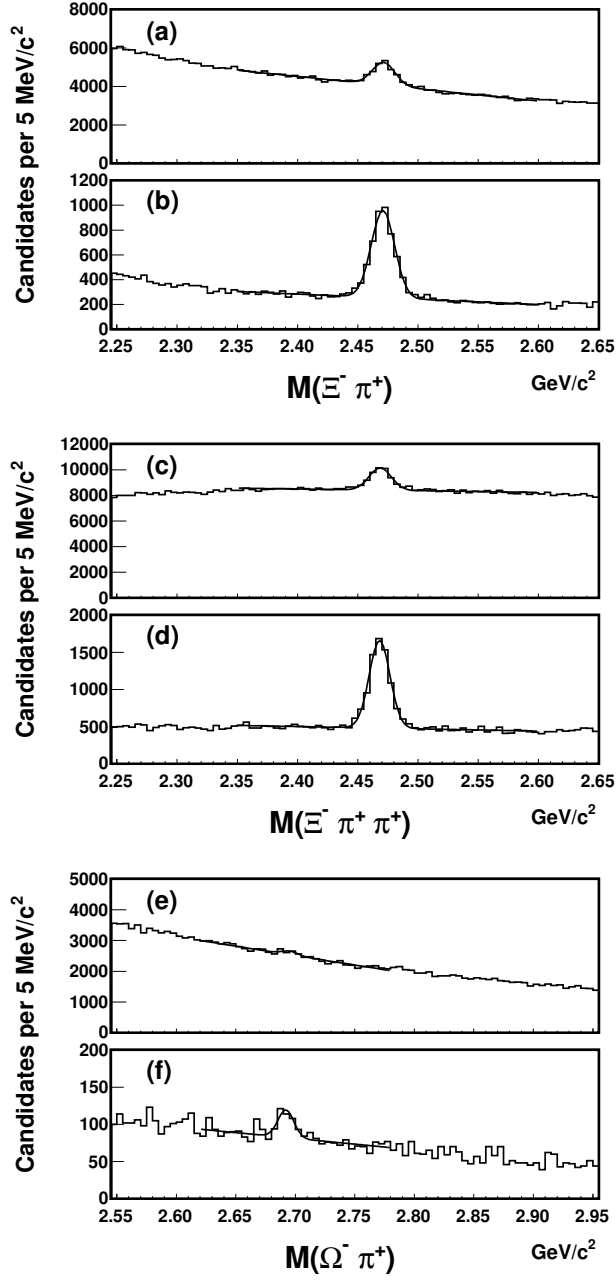 Candidates per 5 MeV/c²
8000
6000
4000
2000
0
(a)
1200
1000
800
600
400
200
0
(b)
2.25 2.30 2.35 2.40 2.45 2.50 2.55 2.60 2.65
M(Ξ⁻ π⁺)
GeV/c²
Candidates per 5 MeV/c²
12000
10000
8000
6000
4000
2000
0
(c)
2000
1500
1000
500
0
(d)
2.25 2.30 2.35 2.40 2.45 2.50 2.55 2.60 2.65
M(Ξ⁻ π⁺ π⁺)
GeV/c²
Candidates per 5 MeV/c²
5000
4000
3000
2000
1000
0
(e)
200
150
100
50
0
(f)
2.55 2.60 2.65 2.70 2.75 2.80 2.85 2.90 2.95
M(Ω⁻ π⁺)
GeV/c²